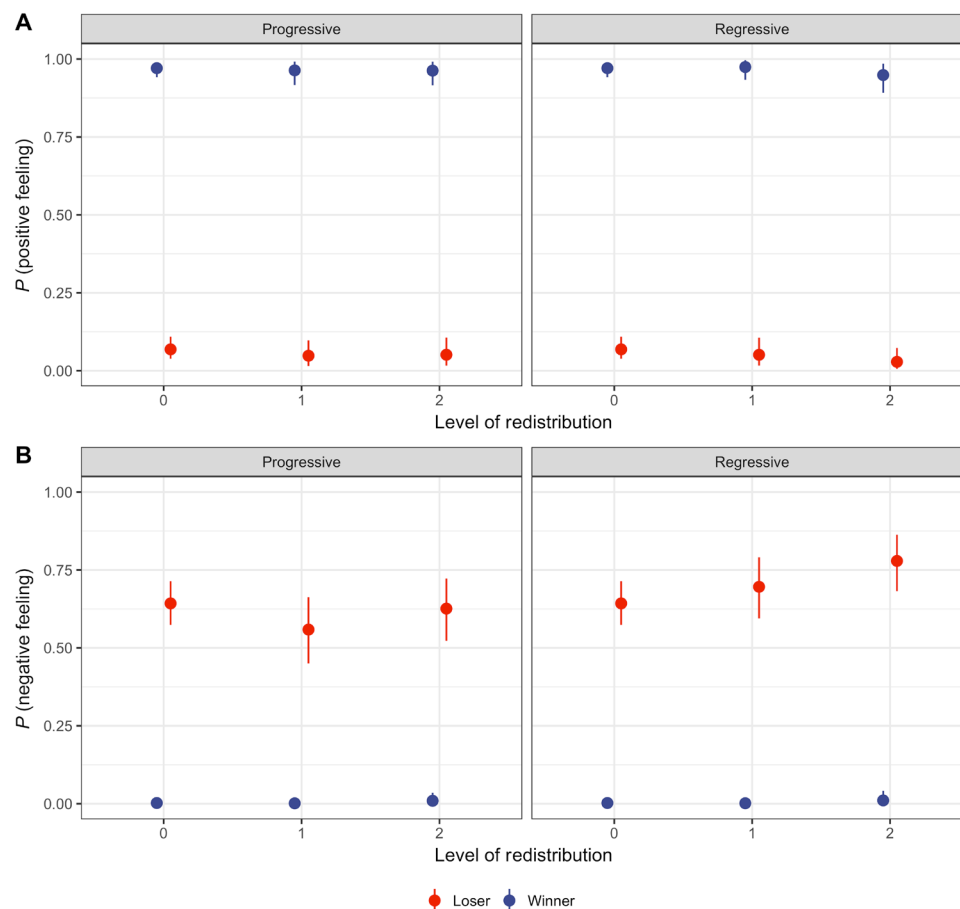 A
Progressive
Regressive
P (positive feeling)
1.00
0.75
0.50
0.25
0.00
0 1 2
0 1 2
Level of redistribution
B
Progressive
Regressive
P (negative feeling)
1.00
0.75
0.50
0.25
0.00
0 1 2
0 1 2
Level of redistribution
Loser Winner